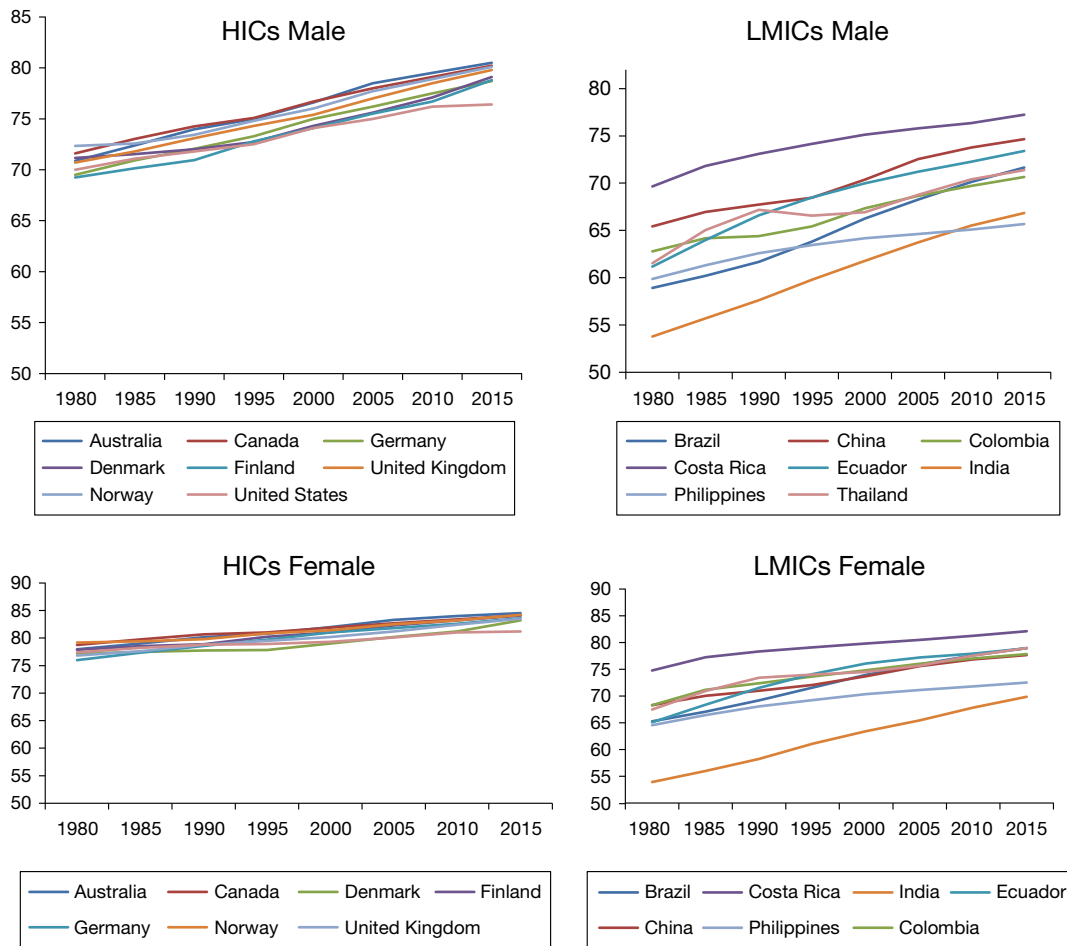 HICs Male
85
80
75
70
65
60
55
50
1980 1985 1990 1995 2000 2005 2010 2015
Australia Canada Germany
Denmark Finland United Kingdom
Norway United States
LMICs Male
80
75
70
65
60
55
50
1980 1985 1990 1995 2000 2005 2010 2015
Brazil China Colombia
Costa Rica Ecuador India
Philippines Thailand
HICs Female
90
85
80
75
70
65
60
55
50
1980 1985 1990 1995 2000 2005 2010 2015
Australia Canada Denmark Finland
Germany Norway United Kingdom
LMICs Female
90
85
80
75
70
65
60
55
50
1980 1985 1990 1995 2000 2005 2010 2015
Brazil Costa Rica India Ecuador
China Philippines Colombia